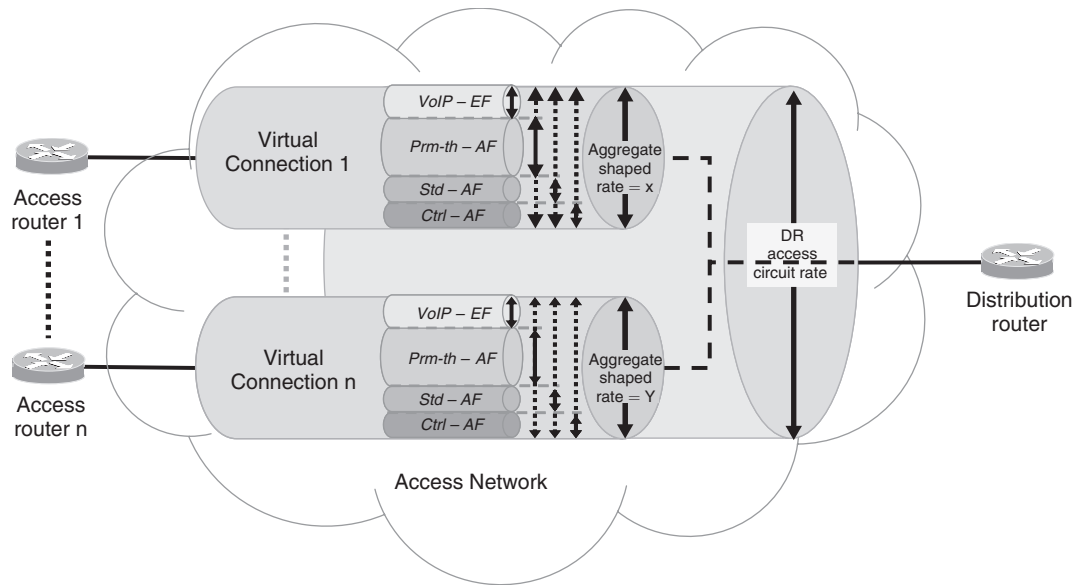 VoIP – EF
Prm-th – AF
Std – AF
Ctrl – AF
Virtual
Connection 1
Aggregate
shaped
rate = x
Access
router 1
DR
access
circuit rate
Distribution
router
VoIP – EF
Prm-th – AF
Std – AF
Ctrl – AF
Virtual
Connection n
Aggregate
shaped
rate = Y
Access
router n
Access Network